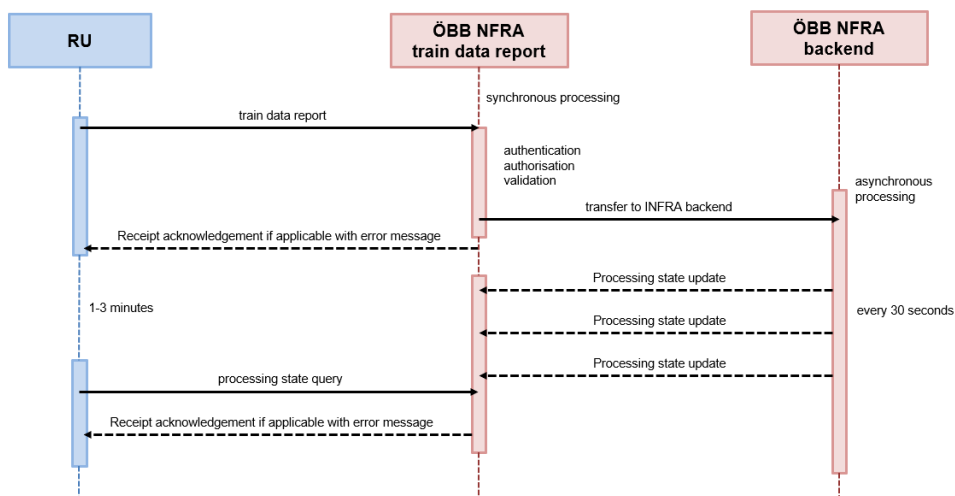 RU
ÖBB NFRA
train data report
ÖBB NFRA
backend
synchronous processing
train data report
authentication
authorisation
validation
asynchronous
processing
transfer to INFRA backend
Receipt acknowledgement if applicable with error message
Processing state update
1-3 minutes
every 30 seconds
Processing state update
Processing state update
processing state query
Receipt acknowledgement if applicable with error message